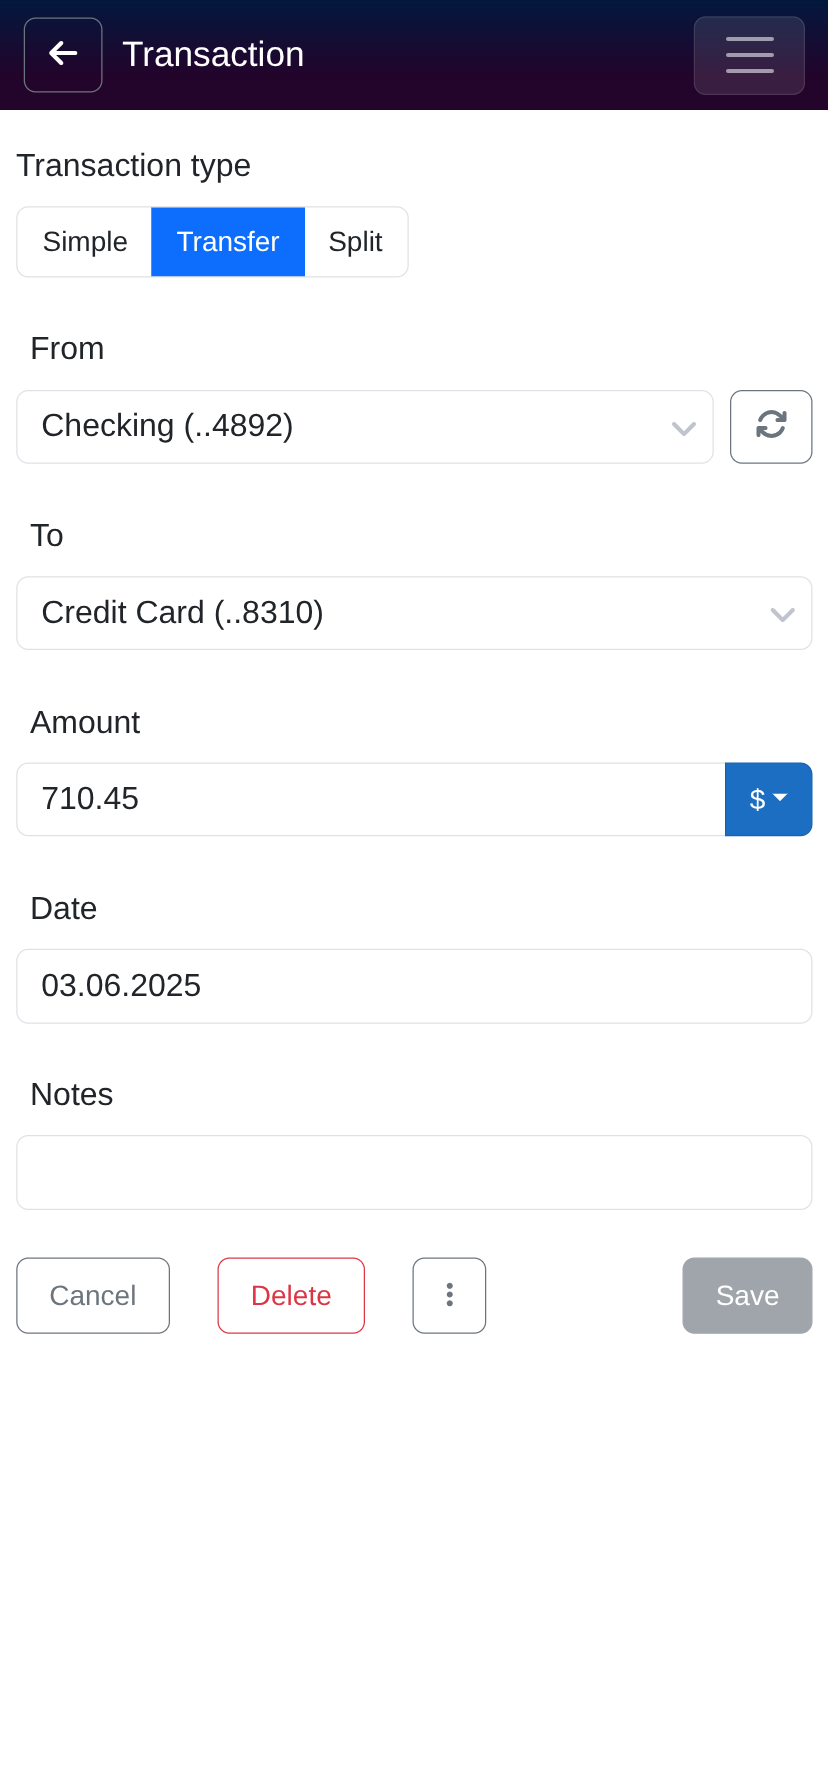 Transaction
Transaction type
Simple Transfer Split
From
Checking (..4892)
To
Credit Card (..8310)
Amount
710.45 $
Date
03.06.2025
Notes
Cancel Delete Save